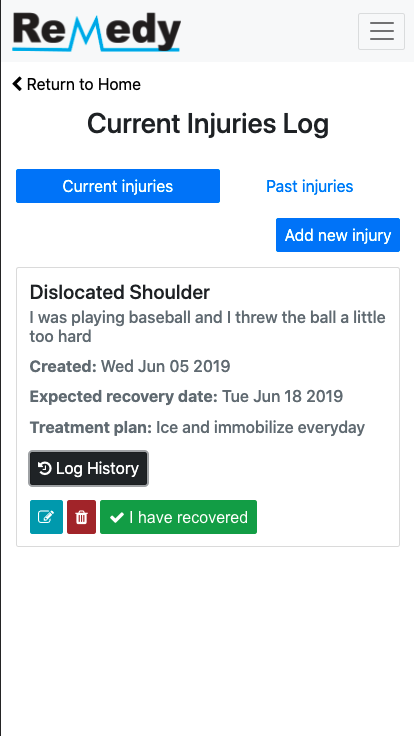 ReMedy
Return to Home
Current Injuries Log
Current injuries
Past injuries
Add new injury
Dislocated Shoulder
I was playing baseball and I threw the ball a little
too hard
Created: Wed Jun 05 2019
Expected recovery date: Tue Jun 18 2019
Treatment plan: Ice and immobilize everyday
Log History
I have recovered